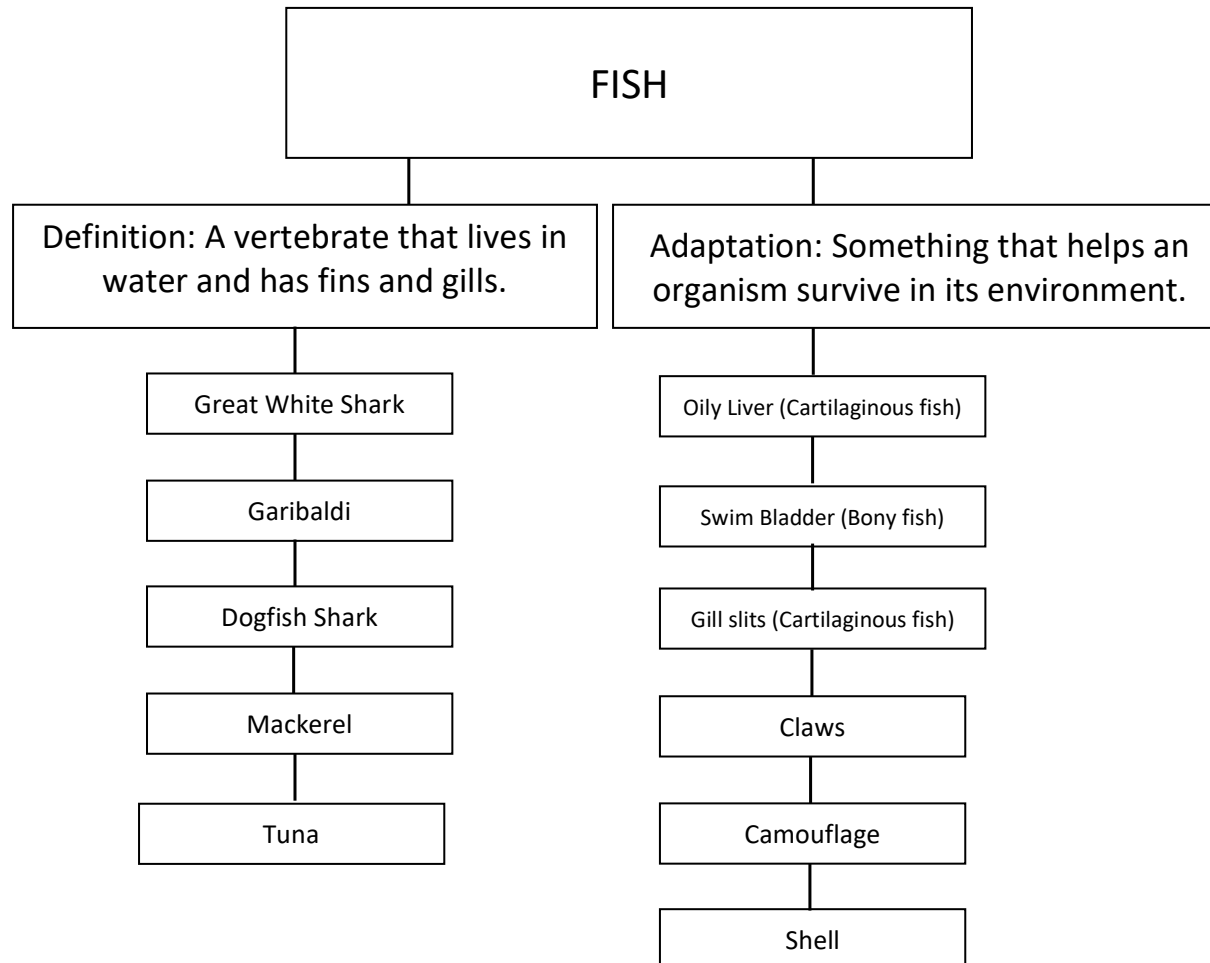 FISH
Definition: A vertebrate that lives in
water and has fins and gills.
Great White Shark
Garibaldi
Dogfish Shark
Mackerel
Tuna
Adaptation: Something that helps an
organism survive in its environment.
Oily Liver (Cartilaginous fish)
Swim Bladder (Bony fish)
Gill slits (Cartilaginous fish)
Claws
Camouflage
Shell